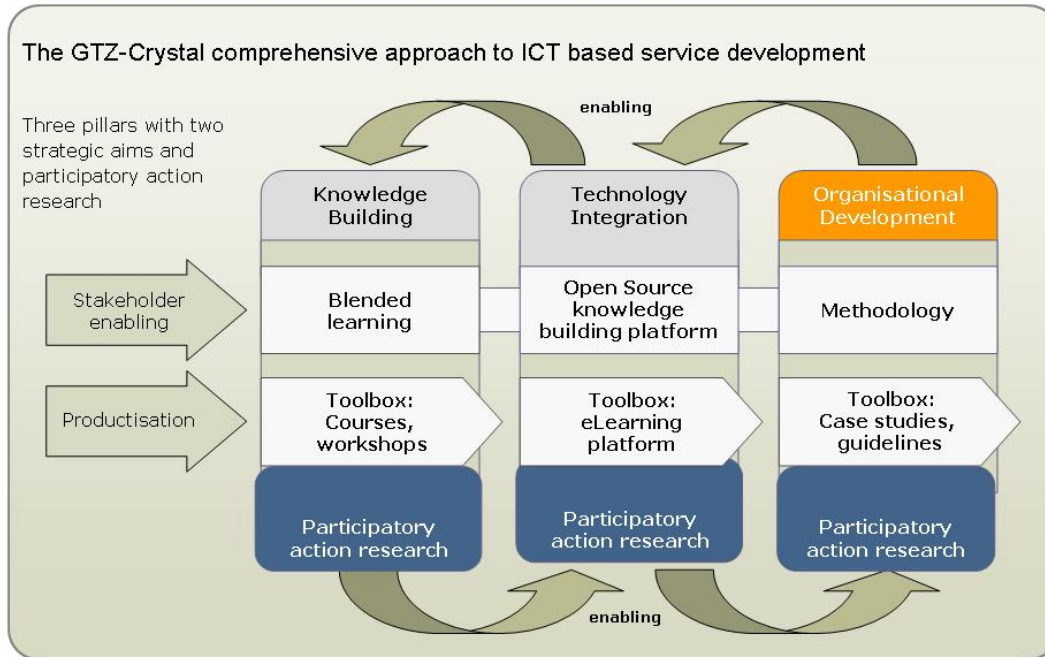 The GTZ-Crystal comprehensive approach to ICT based service development
enabling
Three pillars with two
strategic aims and
participatory action
research
Knowledge
Building
Technology
Integration
Organisational
Development
Stakeholder
enabling
Blended
learning
Open Source
knowledge
building platform
Methodology
Productisation
Toolbox:
Courses,
workshops
Toolbox:
eLearning
platform
Toolbox:
Case studies,
guidelines
Participatory
action research
Participatory
action research
Participatory
action research
enabling